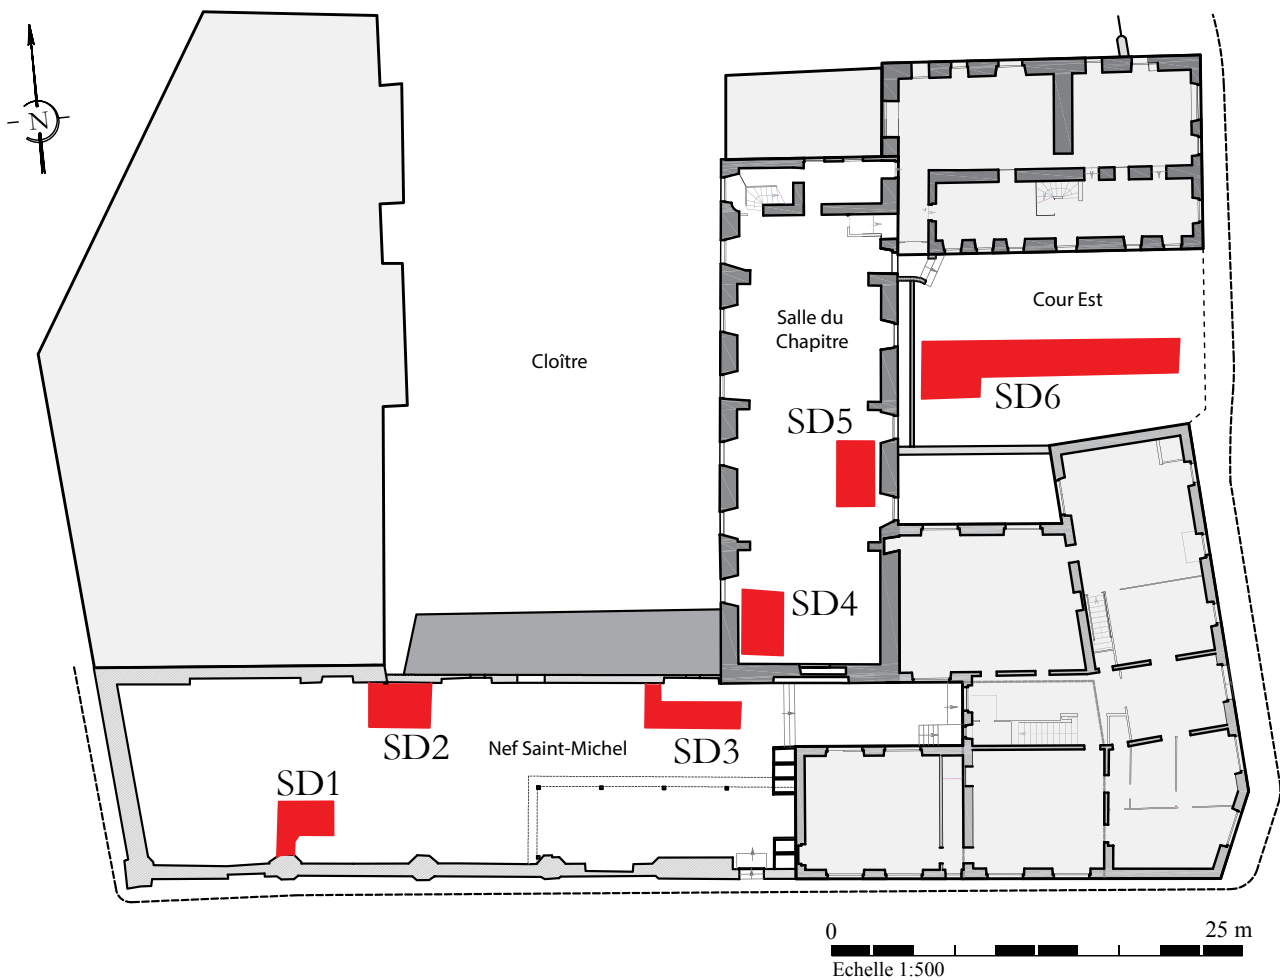 N
Cour Est
Salle du
Chapitre
Cloître
SD6
SD5
SD4
SD2
Nef Saint-Michel
SD3
SD1
0
25 m
Echelle 1:500